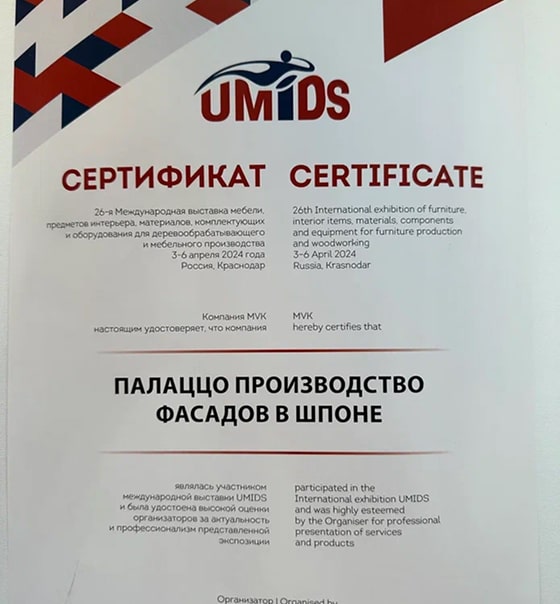 UMIDS
СЕРТИФИКАТ
26-я Международная выставка мебели,
предметов интерьера, материалов, комплектующих
и оборудования для деревообрабатывающего
и мебельного производства
3-6 апреля 2024 года
Россия, Краснодар
CERTIFICATE
26th International exhibition of furniture,
interior items, materials, components
and equipment for furniture production
and woodworking
3-6 April 2024
Russia, Krasnodar
Компания MVK
настоящим удостоверяет, что компания
MVK
hereby certifies that
ПАЛАЦЦО ПРОИЗВОДСТВО
ФАСАДОВ В ШПОНЕ
являлась участником
международной выставки UMIDS
и была удостоена высокой оценки
организаторов за актуальность
и профессионализм представленной
экспозиции
participated in the
International exhibition UMIDS
and was highly esteemed
by the Organiser for professional
presentation of services
and products
Организатор | Organised by